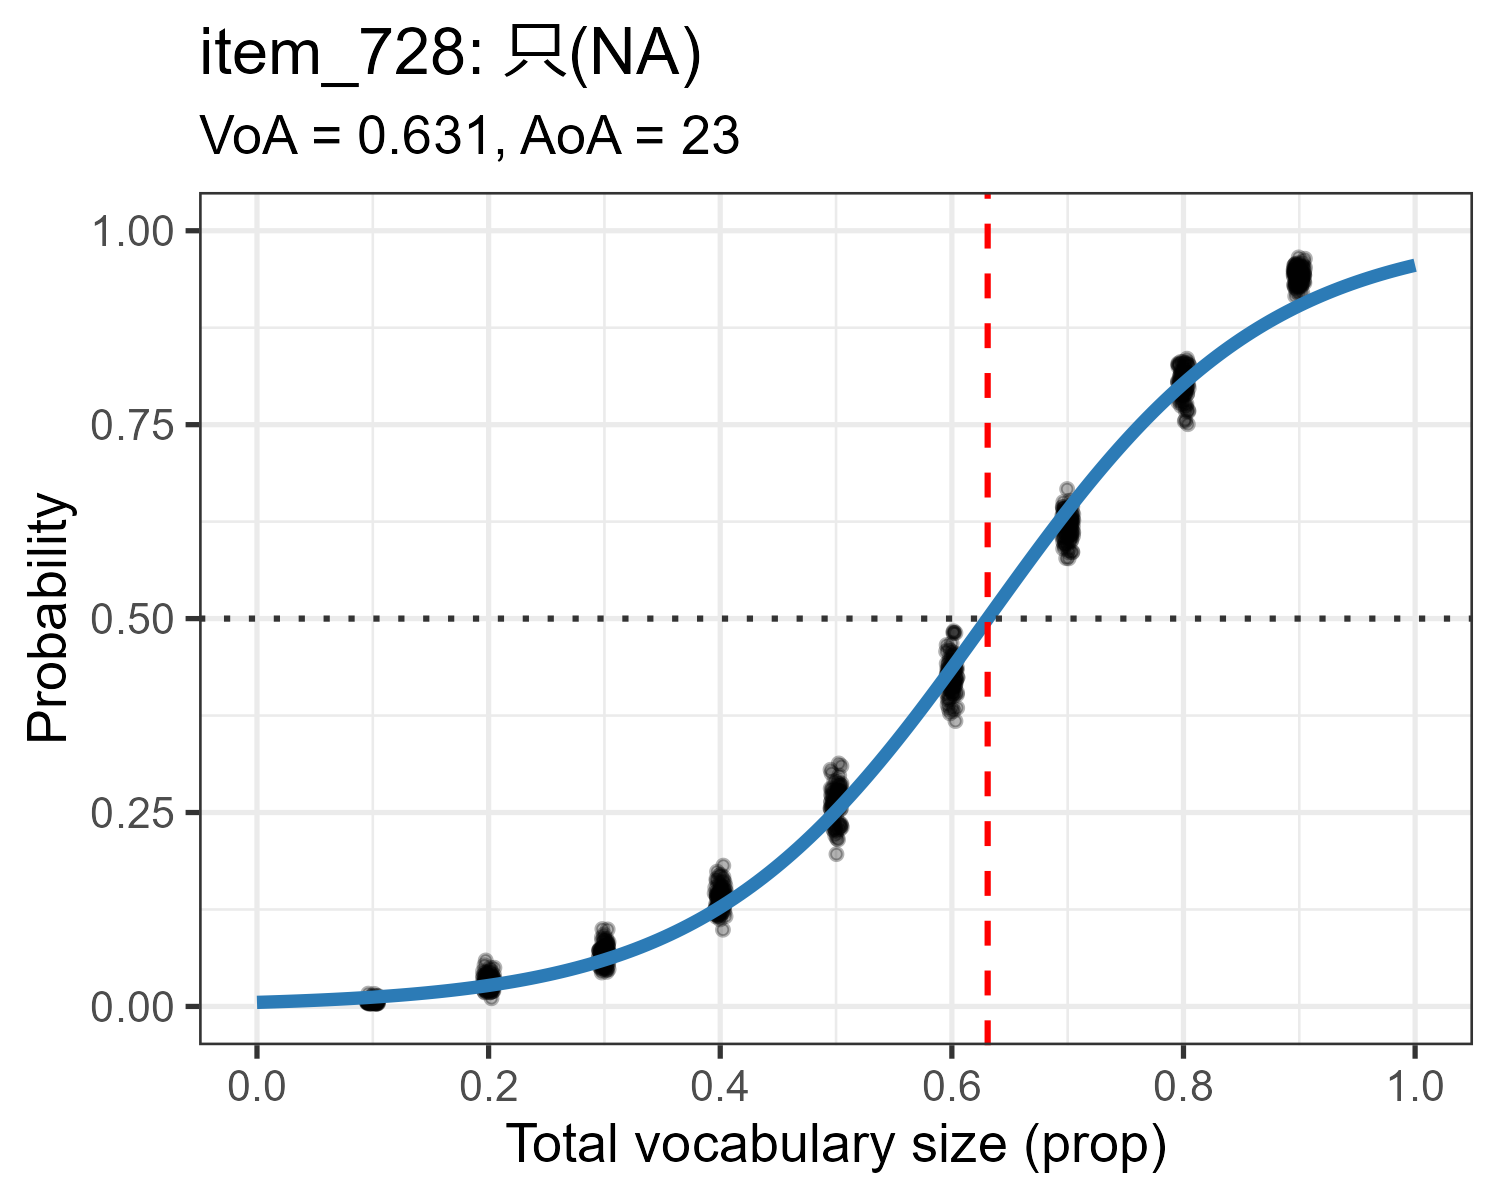 item_728: 只(NA)
VoA = 0.631, AoA = 23
1.00
0.75
0.50
0.25
0.00
Probability
0.0 0.2 0.4 0.6 0.8 1.0
Total vocabulary size (prop)